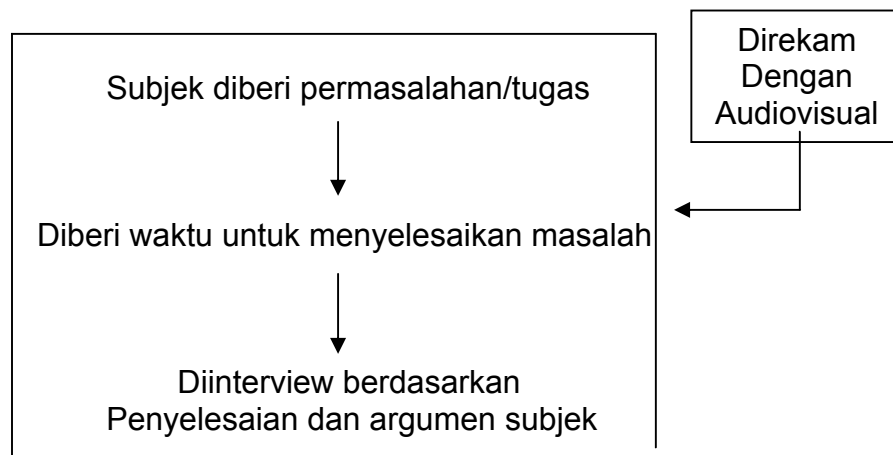 Direkam
Dengan
Audiovisual
Subjek diberi permasalahan/tugas
Diberi waktu untuk menyelesaikan masalah
Diinterview berdasarkan
Penyelesaian dan argumen subjek